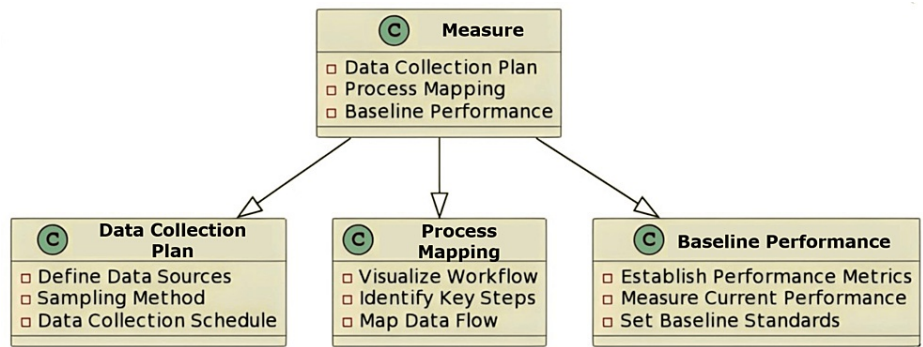 C Measure
Data Collection Plan
Process Mapping
Baseline Performance
C Data Collection
Plan
Define Data Sources
Sampling Method
Data Collection Schedule
C Process
Mapping
Visualize Workflow
Identify Key Steps
Map Data Flow
C Baseline Performance
Establish Performance Metrics
Measure Current Performance
Set Baseline Standards